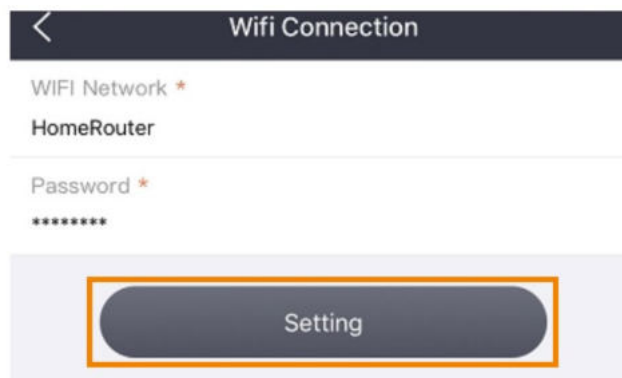 Wifi Connection
WIFI Network *
HomeRouter
Password *
********
Setting